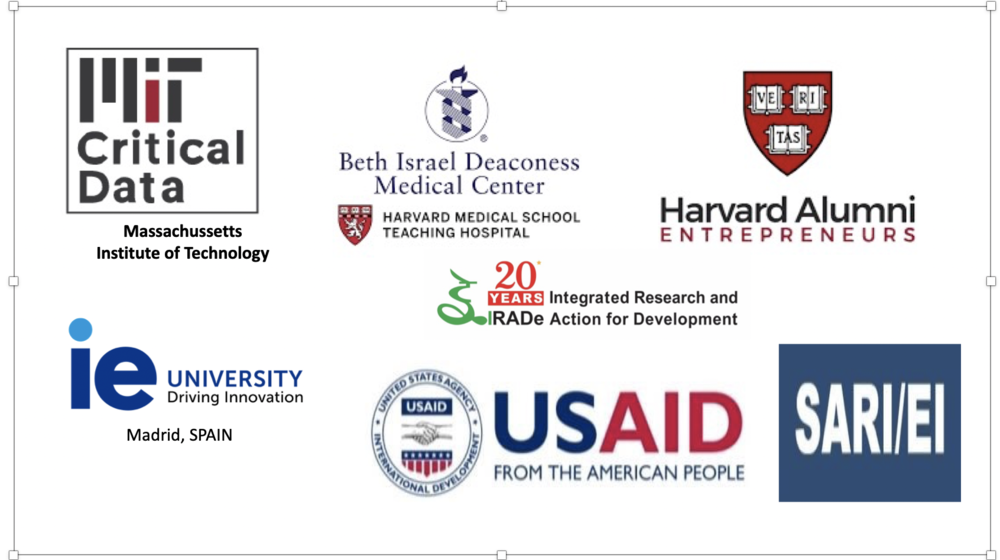 MIT
Critical
Data
Massachussetts
Institute of Technology
®
Beth Israel Deaconess
Medical Center
HARVARD MEDICAL SCHOOL
TEACHING HOSPITAL
VE RI
TAS
Harvard Alumni
ENTREPRENEURS
20
YEARS
IRADe
Integrated Research and
Action for Development
ie
UNIVERSITY
Driving Innovation
Madrid, SPAIN
UNITED STATES AGENCY
USAID
INTERNATIONAL DEVELOPMENT
USAID
FROM THE AMERICAN PEOPLE
SARI/EI